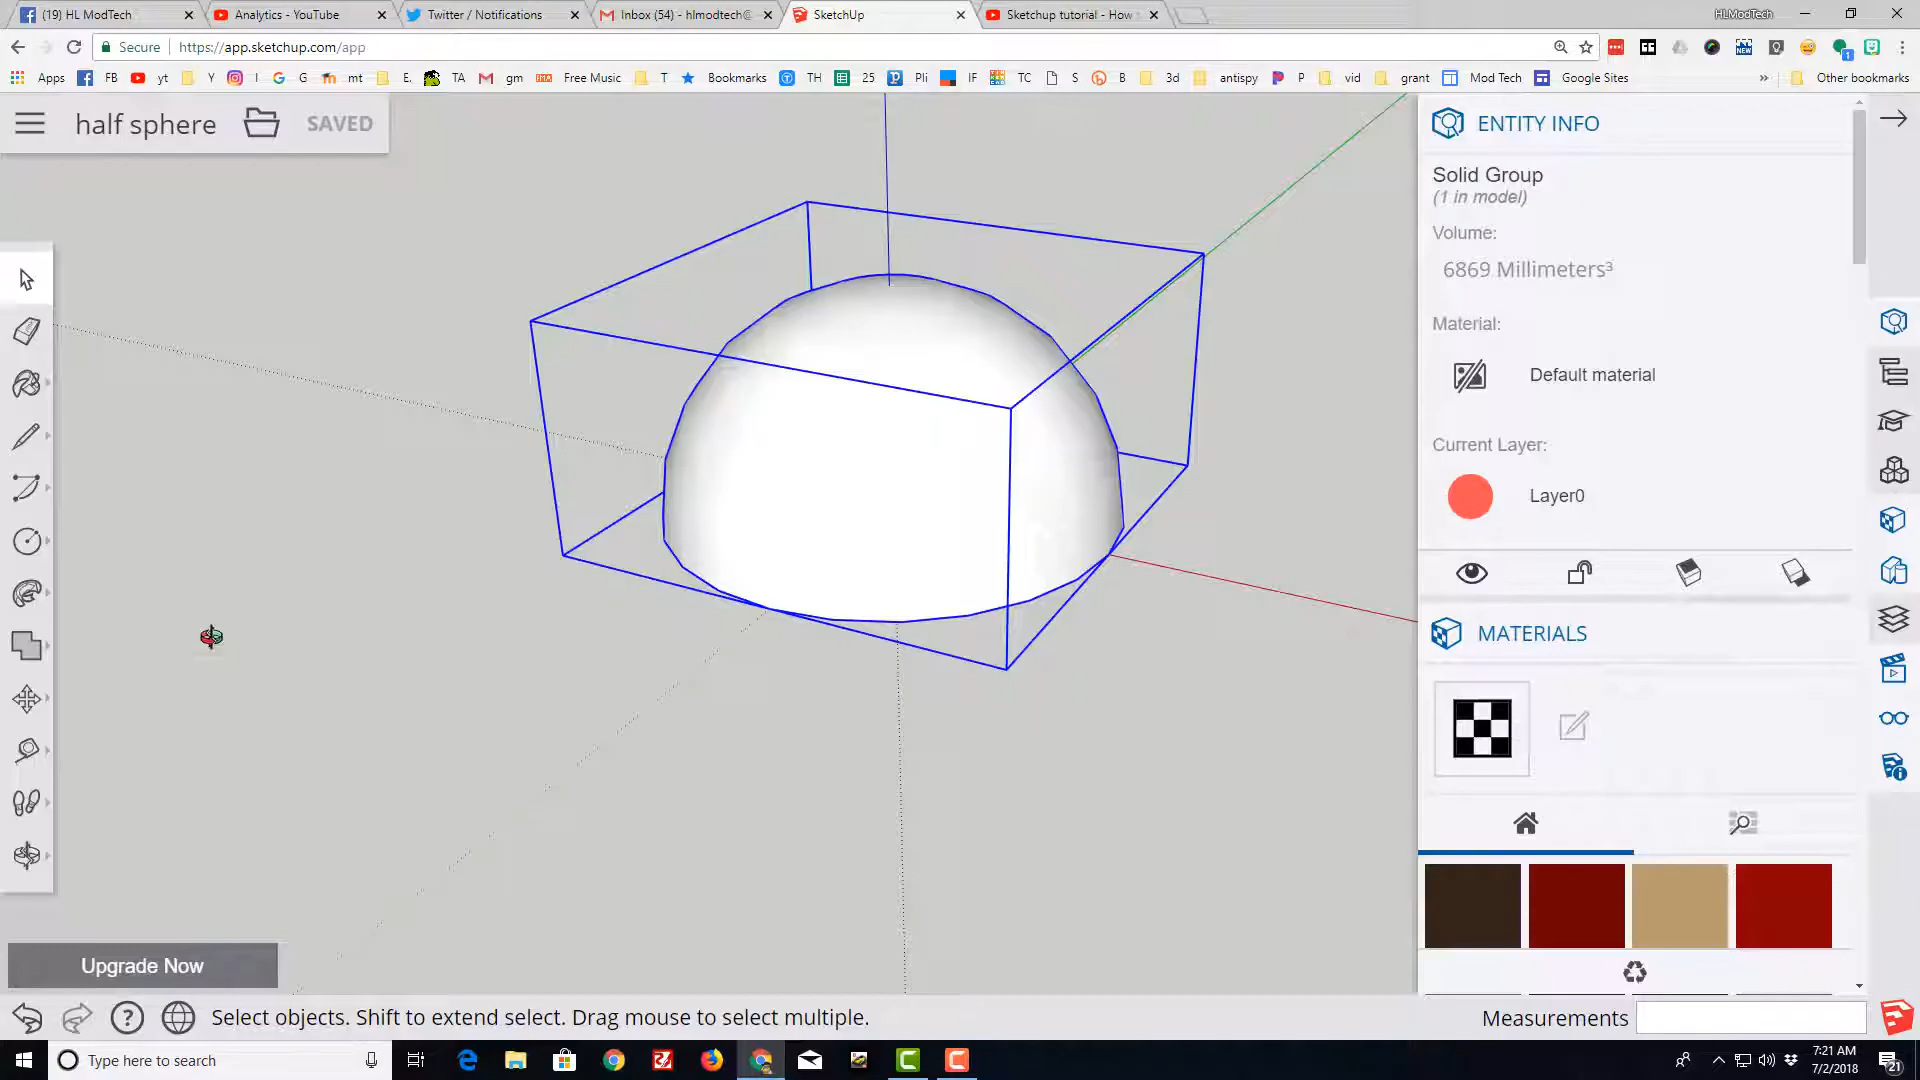 (19) HL ModTech
Analytics - YouTube
Twitter / Notifications
Inbox (54) - hlmodtech@
SketchUp
Sketchup tutorial - How
HLModTech
Secure
https://app.sketchup.com/app
Apps FB yt Y I G mt E. TA gm Free Music T Bookmarks TH 25 Pli IF TC S B 3d antispy P vid grant Mod Tech Google Sites » Other bookmarks
half sphere SAVED
ENTITY INFO
Solid Group
(1 in model)
Volume:
6869 Millimeters³
Material:
Default material
Current Layer:
Layer0
MATERIALS
Upgrade Now
Select objects. Shift to extend select. Drag mouse to select multiple.
Measurements
Type here to search
7:21 AM
7/2/2018
21